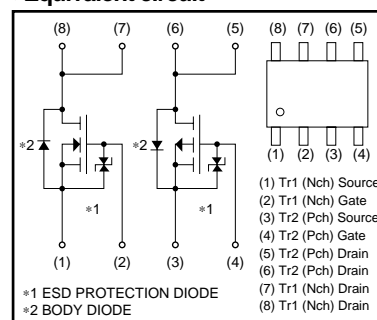 Equivalent circuit
(8) (7) (6) (5)
(8) (7) (6) (5)
∗2 ∗2
∗1 ∗1
(1) (2) (3) (4)
(1) (2) (3) (4)
(1) Tr1 (Nch) Source
(2) Tr1 (Nch) Gate
(3) Tr2 (Pch) Source
(4) Tr2 (Pch) Gate
(5) Tr2 (Pch) Drain
(6) Tr2 (Pch) Drain
(7) Tr1 (Nch) Drain
(8) Tr1 (Nch) Drain
∗1 ESD PROTECTION DIODE
∗2 BODY DIODE